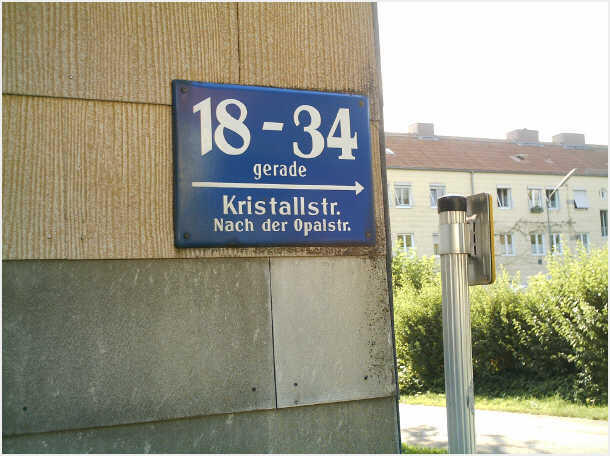 18 - 34
gerade
Kristallstr.
Nach der Opalstr.